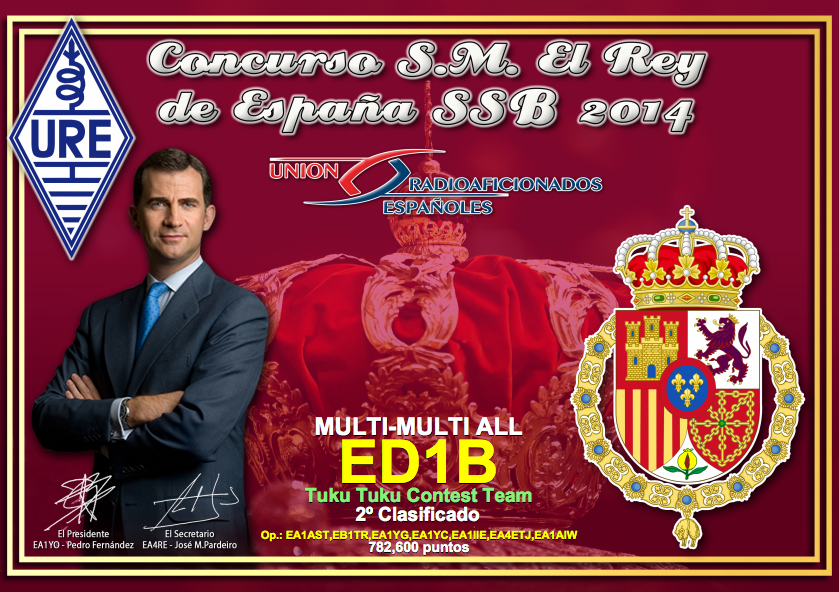 Concurso S.M. El Rey
de España SSB 2014
URE
UNION
RADIOAFICIONADOS
ESPAÑOLES
MULTI-MULTI ALL
ED1B
Tuku Tuku Contest Team
2º Clasificado
Op.: EA1AST,EB1TR,EA1YG,EA1YC,EA1IIE,EA4ETJ,EA1AIW
782,600 puntos
El Presidente
EA1YO - Pedro Fernández
El Secretario
EA4RE - José M.Pardeiro